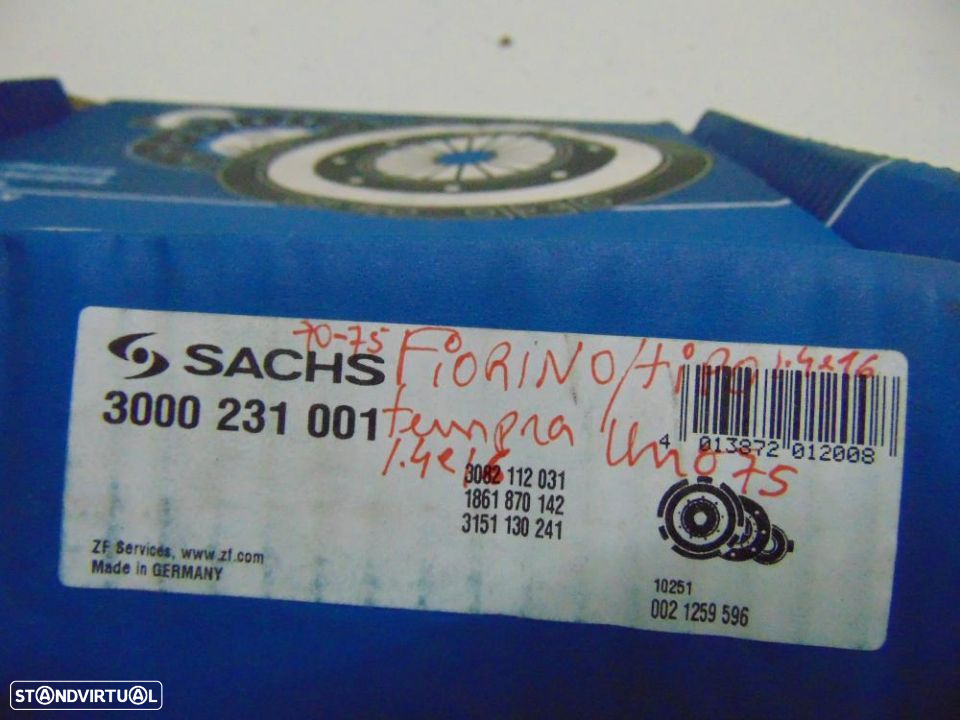 70-75 FiORINO/tipo 1.4e16
SACHS
3000 231 001
tempra Uno 75
1.4e16
4 013872 012008
3082 112 031
1861 870 142
3151 130 241
ZF Services, www.zf.com
Made in GERMANY
10251
002 1259 596
STANDVIRTUAL